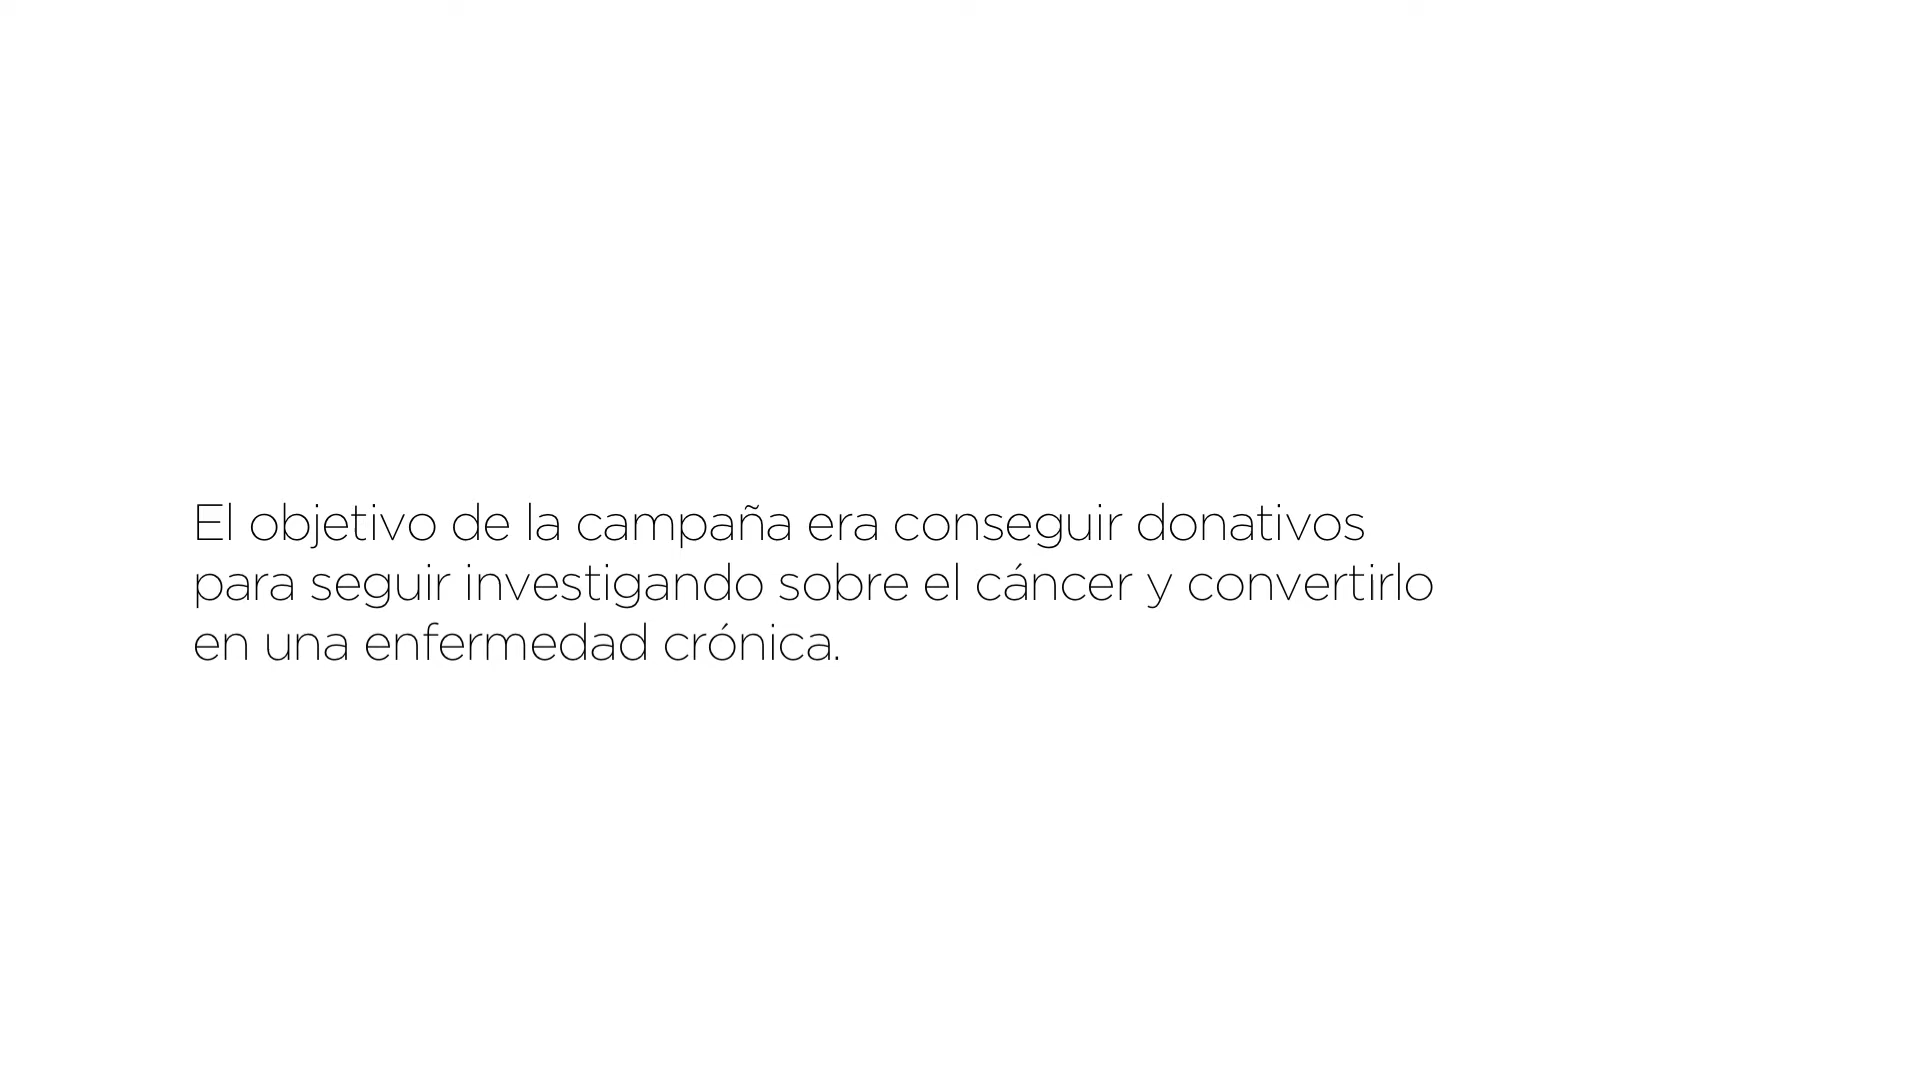 El objetivo de la campaña era conseguir donativos
para seguir investigando sobre el cáncer y convertirlo
en una enfermedad crónica.